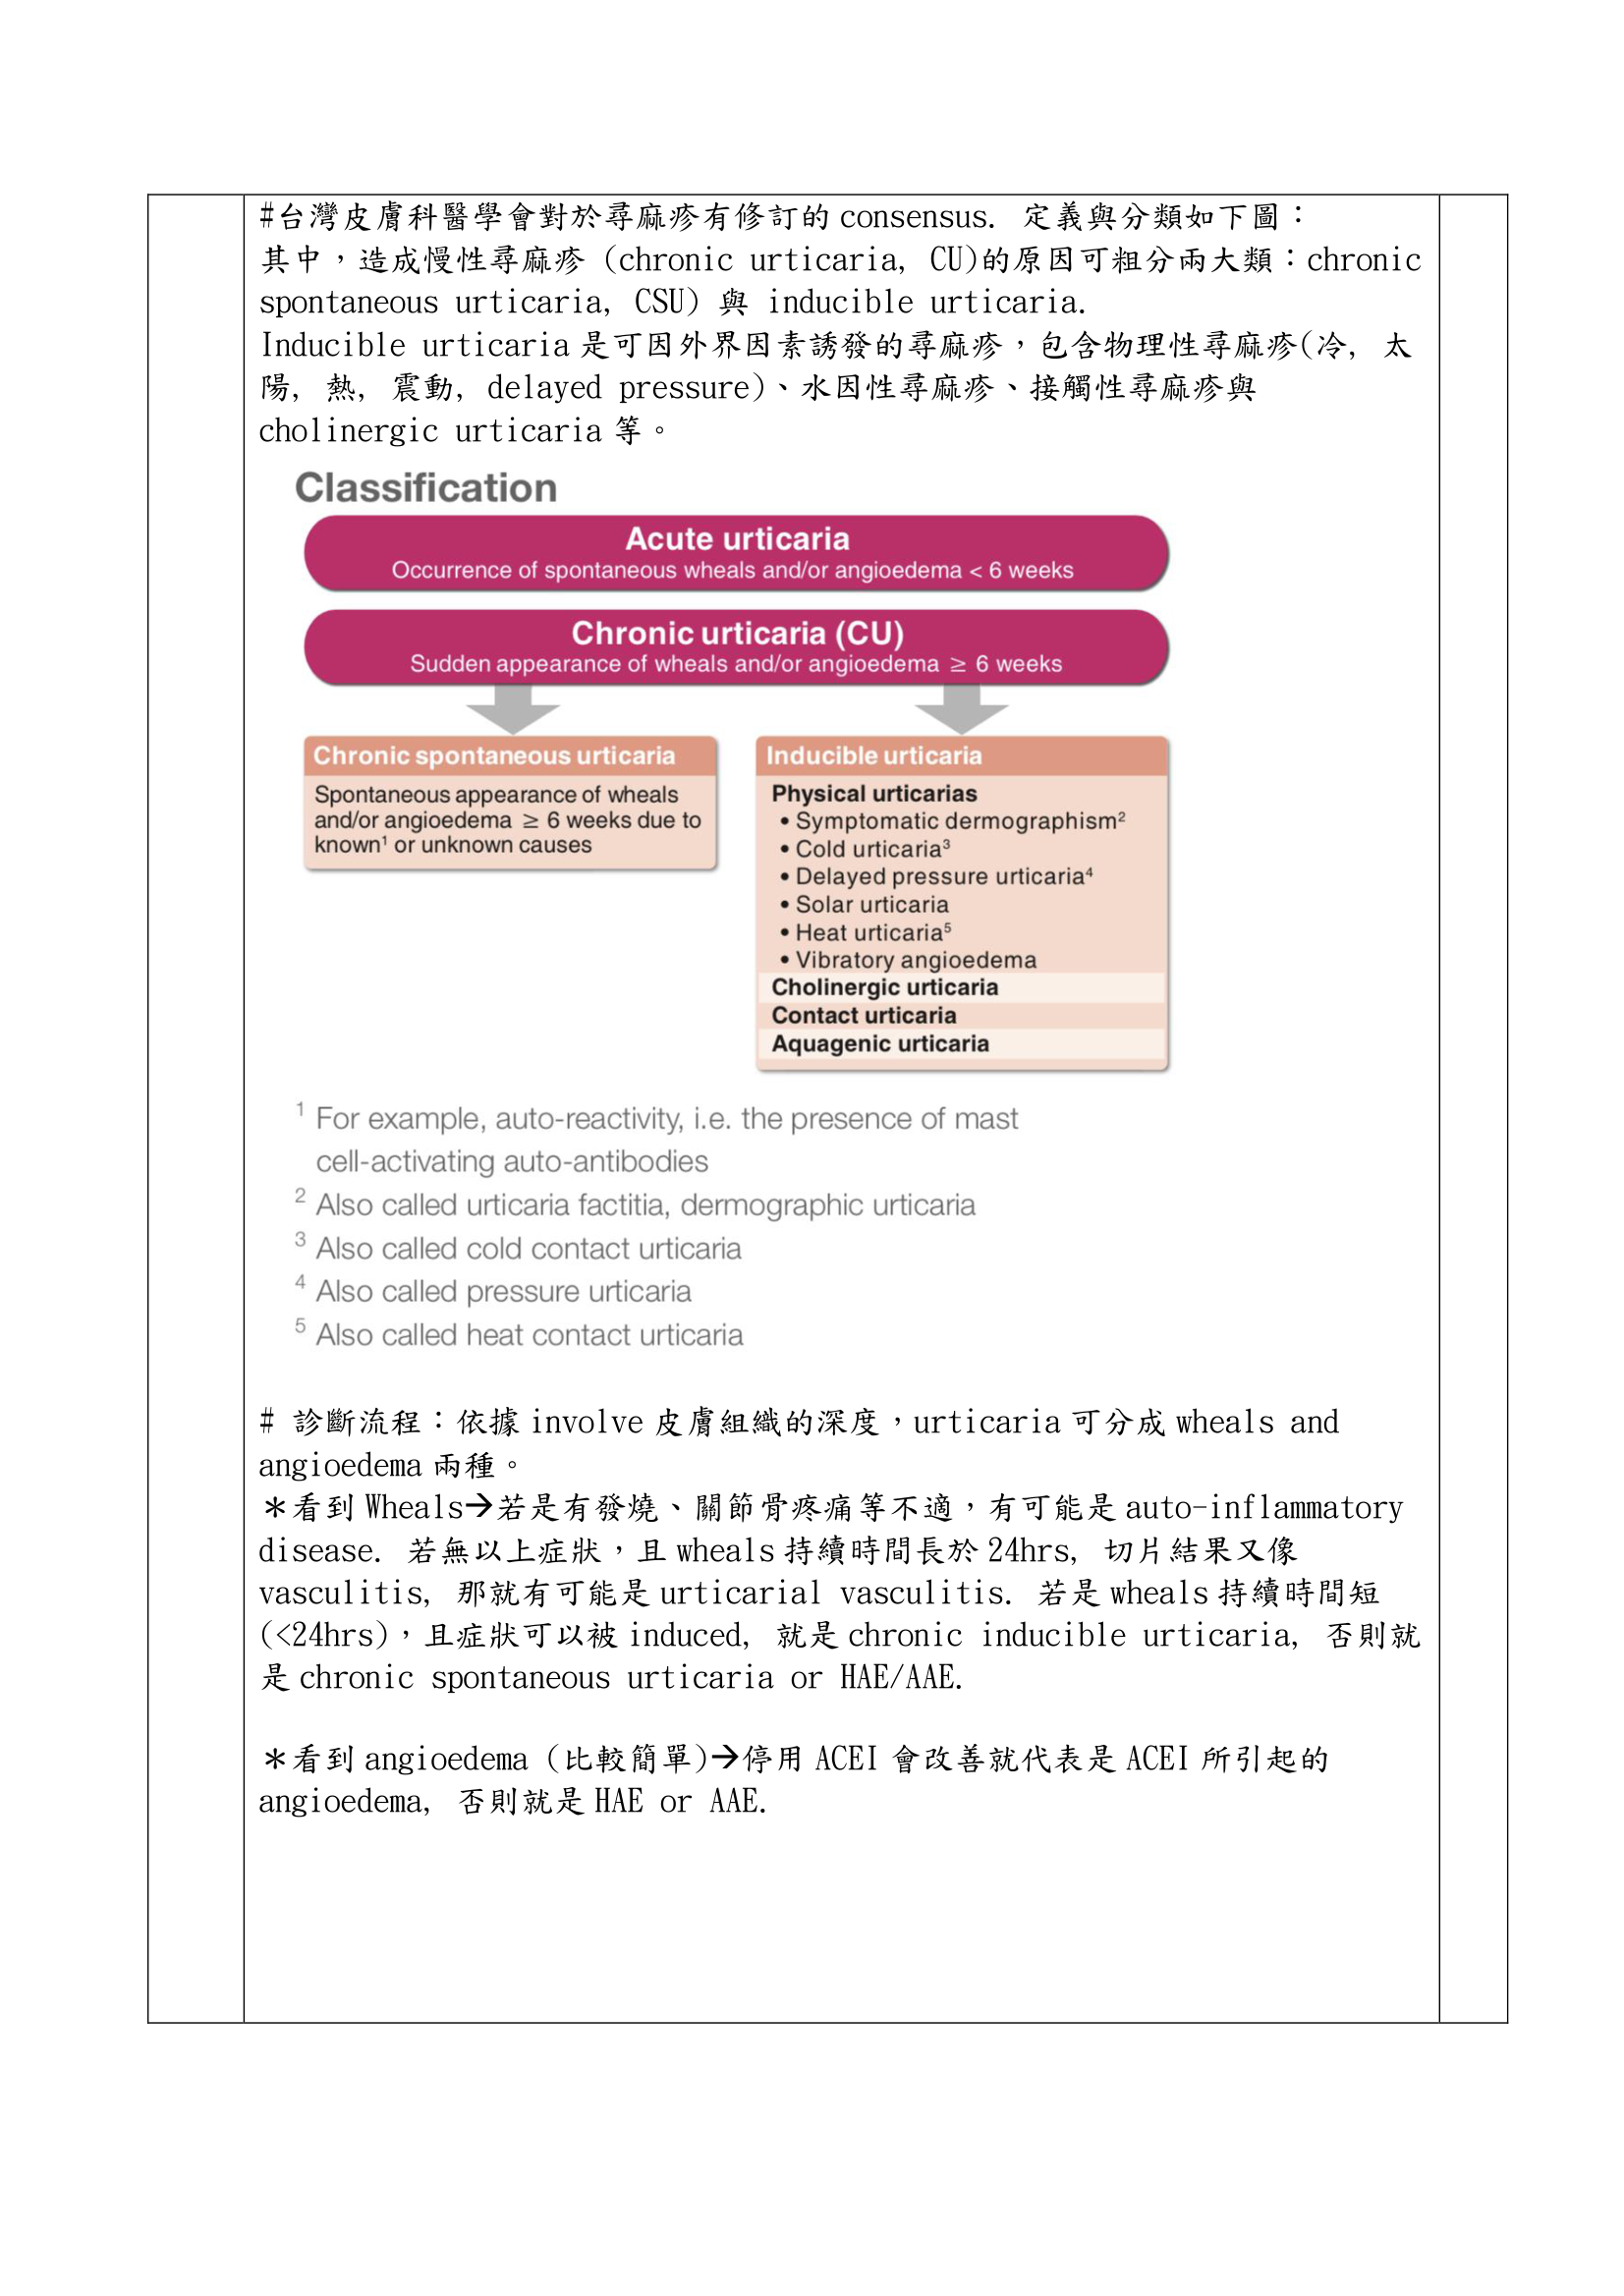 #台灣皮膚科醫學會對於尋麻疹有修訂的 consensus. 定義與分類如下圖：
其中，造成慢性尋麻疹 (chronic urticaria, CU)的原因可粗分兩大類：chronic
spontaneous urticaria, CSU) 與 inducible urticaria.
Inducible urticaria 是可因外界因素誘發的尋麻疹，包含物理性尋麻疹(冷, 太
陽, 熱, 震動, delayed pressure)、水因性尋麻疹、接觸性尋麻疹與
cholinergic urticaria 等。
Classification
Acute urticaria
Occurrence of spontaneous wheals and/or angioedema < 6 weeks
Chronic urticaria (CU)
Sudden appearance of wheals and/or angioedema ≥ 6 weeks
Chronic spontaneous urticaria
Spontaneous appearance of wheals
and/or angioedema ≥ 6 weeks due to
known¹ or unknown causes
Inducible urticaria
Physical urticarias
• Symptomatic dermographism²
• Cold urticaria³
• Delayed pressure urticaria⁴
• Solar urticaria
• Heat urticaria⁵
• Vibratory angioedema
Cholinergic urticaria
Contact urticaria
Aquagenic urticaria
¹ For example, auto-reactivity, i.e. the presence of mast
cell-activating auto-antibodies
² Also called urticaria factitia, dermographic urticaria
³ Also called cold contact urticaria
⁴ Also called pressure urticaria
⁵ Also called heat contact urticaria
# 診斷流程：依據 involve 皮膚組織的深度，urticaria 可分成 wheals and
angioedema 兩種。
＊看到 Wheals→若是有發燒、關節骨疼痛等不適，有可能是 auto-inflammatory
disease. 若無以上症狀，且 wheals 持續時間長於 24hrs, 切片結果又像
vasculitis, 那就有可能是 urticarial vasculitis. 若是 wheals 持續時間短
(<24hrs)，且症狀可以被 induced, 就是 chronic inducible urticaria, 否則就
是 chronic spontaneous urticaria or HAE/AAE.
＊看到 angioedema (比較簡單)→停用 ACEI 會改善就代表是 ACEI 所引起的
angioedema, 否則就是 HAE or AAE.